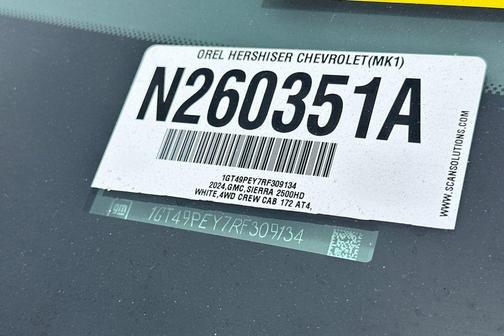 OREL HERSHISER CHEVROLET(MK1)
N260351A
1GT49PEY7RF309134
2024,GMC,SIERRA 2500HD
WHITE,4WD CREW CAB 172 AT4,
WWW.SCANSOLUTIONS.COM
gm 1GT49PEY7RF309134